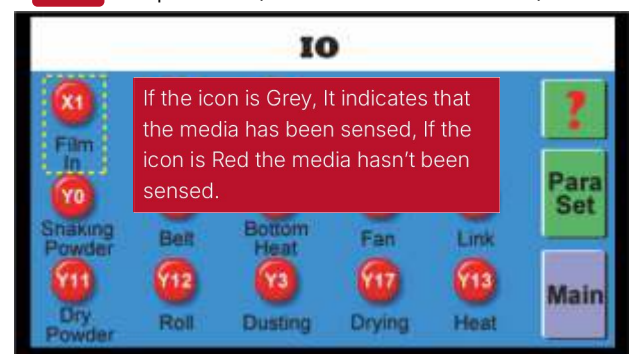 IO
X1
Film
In
If the icon is Grey, It indicates that
the media has been sensed, If the
icon is Red the media hasn’t been
sensed.
?
Y0
Snaking
Powder
Belt
Bottom
Heat
Fan
Link
Para
Set
Y11
Dry
Powder
Y12
Roll
Y3
Dusting
Y17
Drying
Y13
Heat
Main